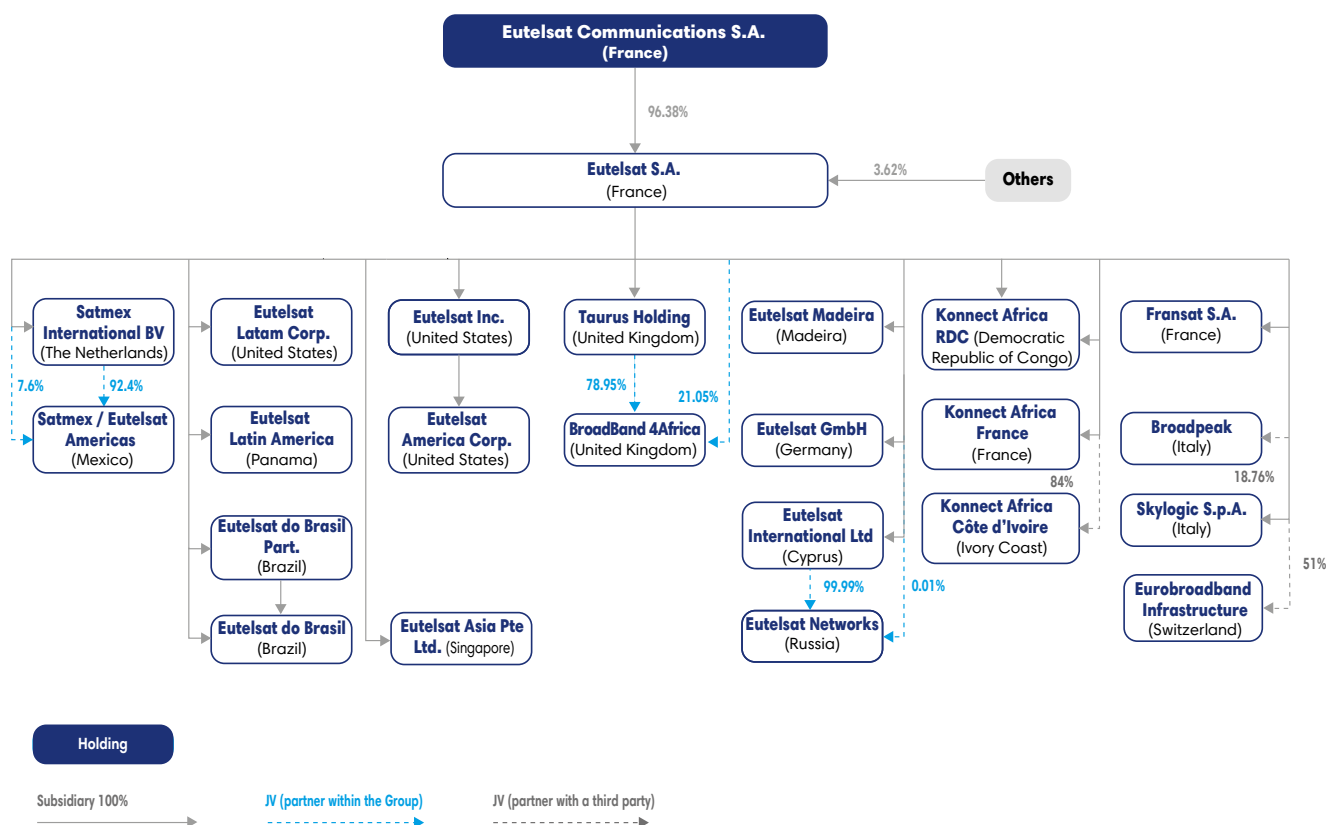 Eutelsat Communications S.A.
(France)
96.38%
Eutelsat S.A.
(France)
3.62%
Others
Satmex
International BV
(The Netherlands)
7.6%
92.4%
Satmex / Eutelsat
Americas
(Mexico)
Eutelsat
Latam Corp.
(United States)
Eutelsat
Latin America
(Panama)
Eutelsat do Brasil
Part.
(Brazil)
Eutelsat do Brasil
(Brazil)
Eutelsat Inc.
(United States)
Eutelsat
America Corp.
(United States)
Eutelsat Asia Pte
Ltd. (Singapore)
Taurus Holding
(United Kingdom)
78.95%
21.05%
BroadBand 4Africa
(United Kingdom)
Eutelsat Madeira
(Madeira)
Eutelsat GmbH
(Germany)
Eutelsat
International Ltd
(Cyprus)
99.99%
0.01%
Eutelsat Networks
(Russia)
Konnect Africa
RDC (Democratic
Republic of Congo)
Konnect Africa
France
(France)
84%
Konnect Africa
Côte d'Ivoire
(Ivory Coast)
Fransat S.A.
(France)
Broadpeak
(Italy)
18.76%
Skylogic S.p.A.
(Italy)
51%
Eurobroadband
Infrastructure
(Switzerland)
Holding
Subsidiary 100%
JV (partner within the Group)
JV (partner with a third party)